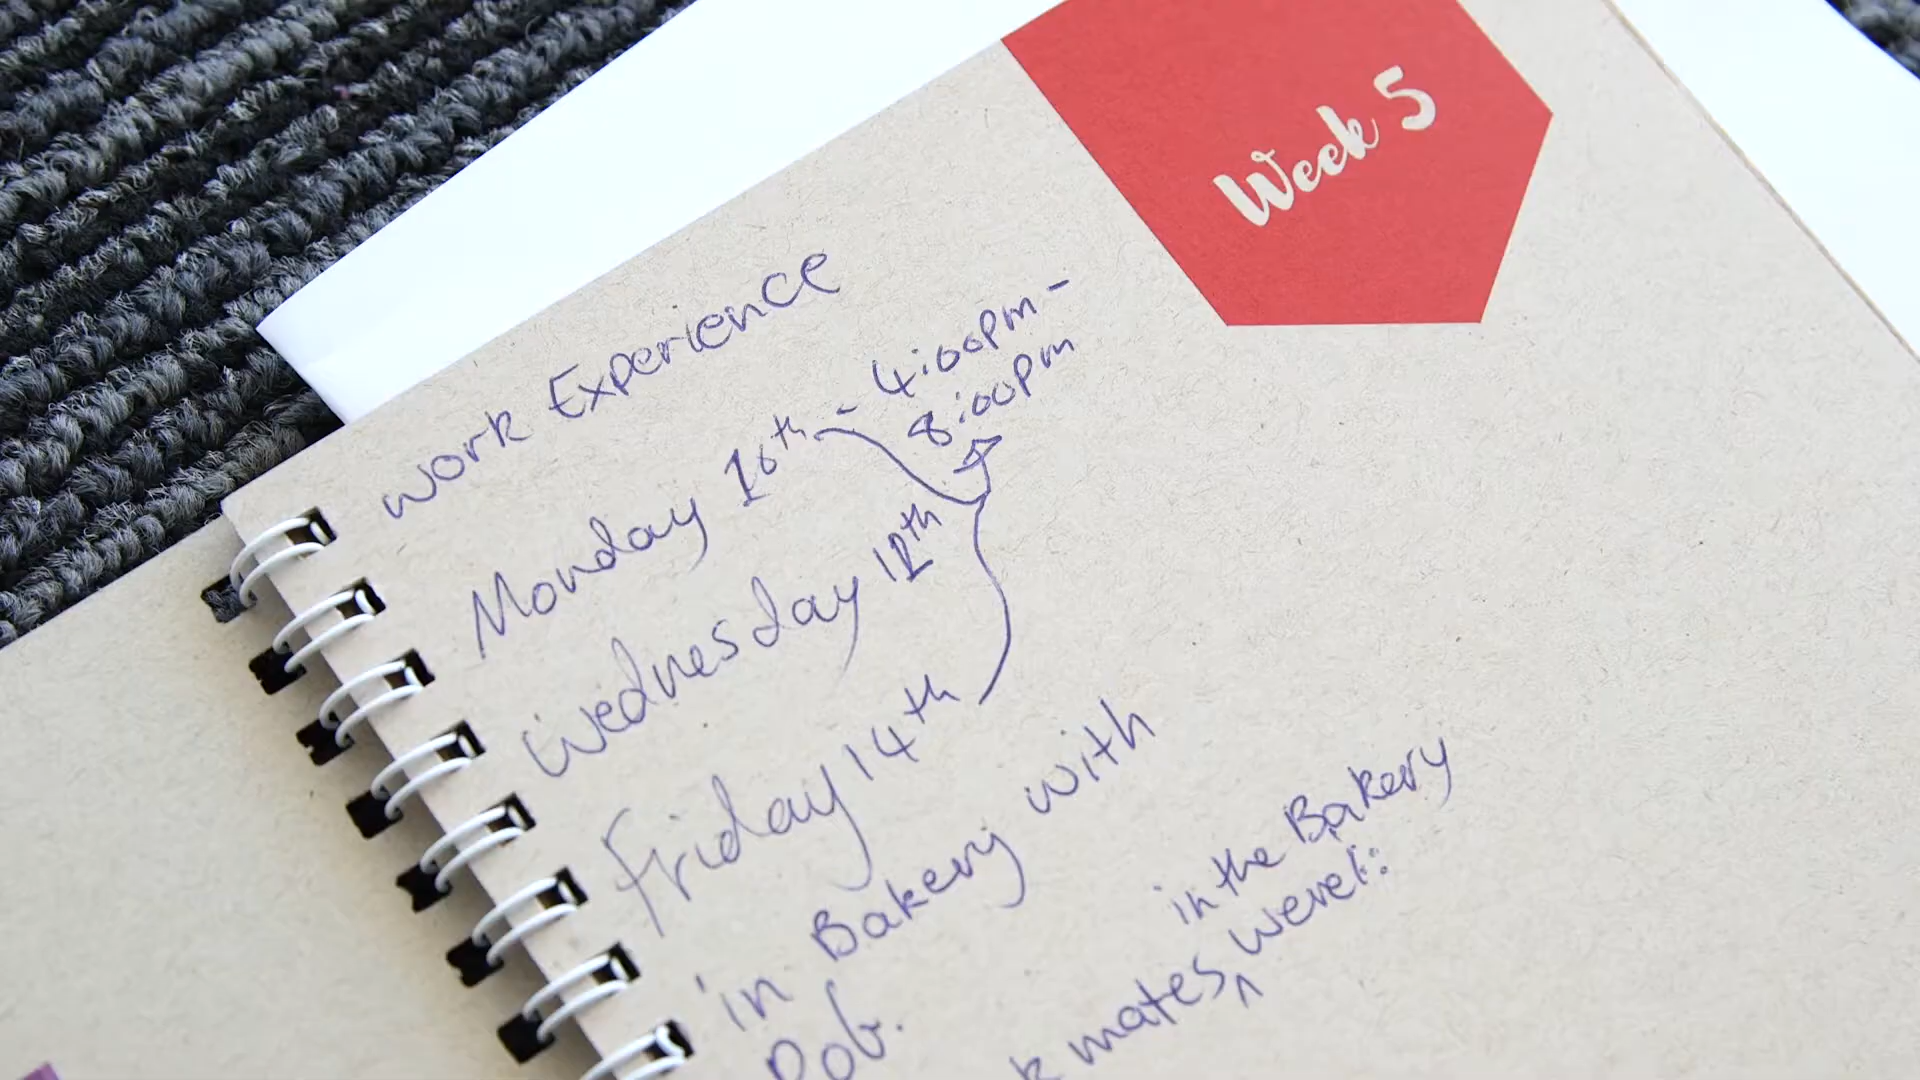 Week 5
Work Experience
Monday 10th - 4:00pm -
8:00pm
Wednesday 12th
Friday 14th
in Bakery with
Rob.
in the Bakery
mates ^ were: